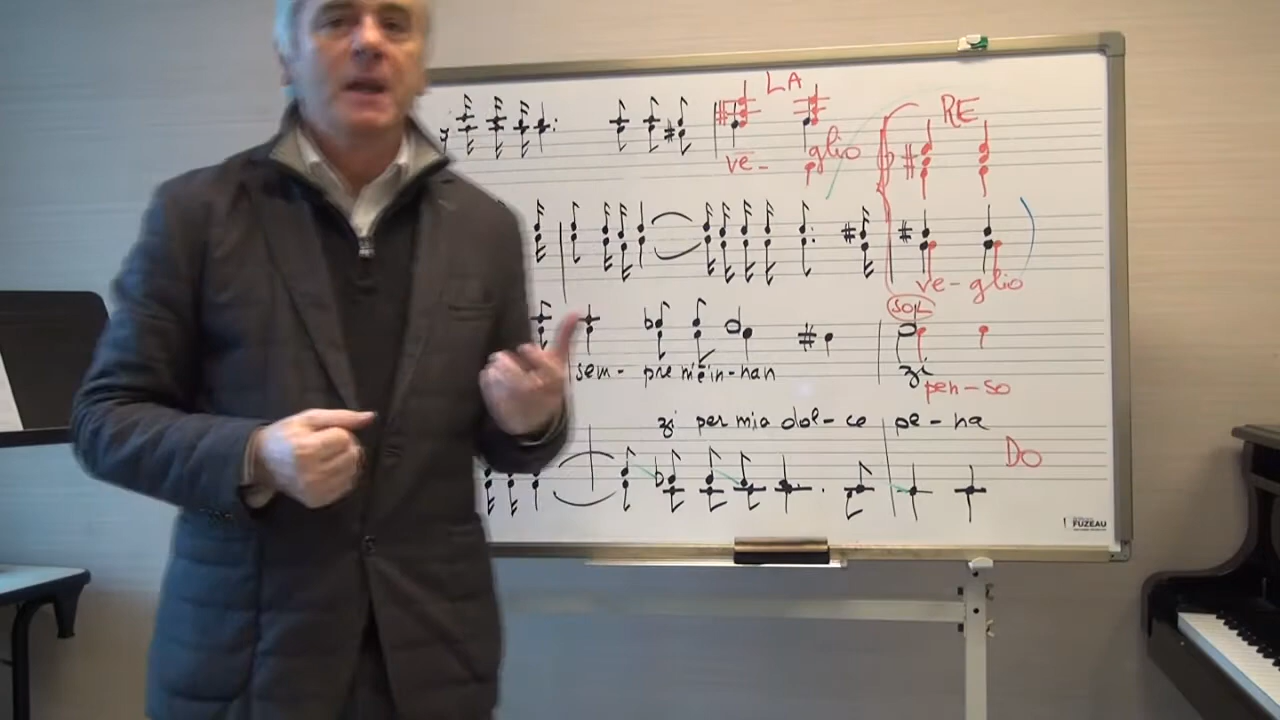 LA
RE
ve - glio
ve - glio
SOL
sem - pre m'è in - nan zi
pen - so
zi per mia dol - ce pe - na
DO
FUZEAU